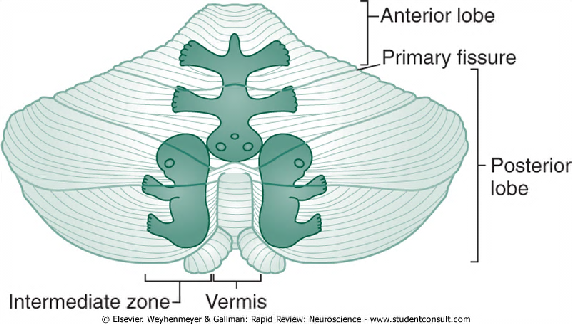 Anterior lobe
Primary fissure
Posterior
lobe
Intermediate zone
Vermis
© Elsevier. Weyhenmeyer & Gallman: Rapid Review: Neuroscience - www.studentconsult.com